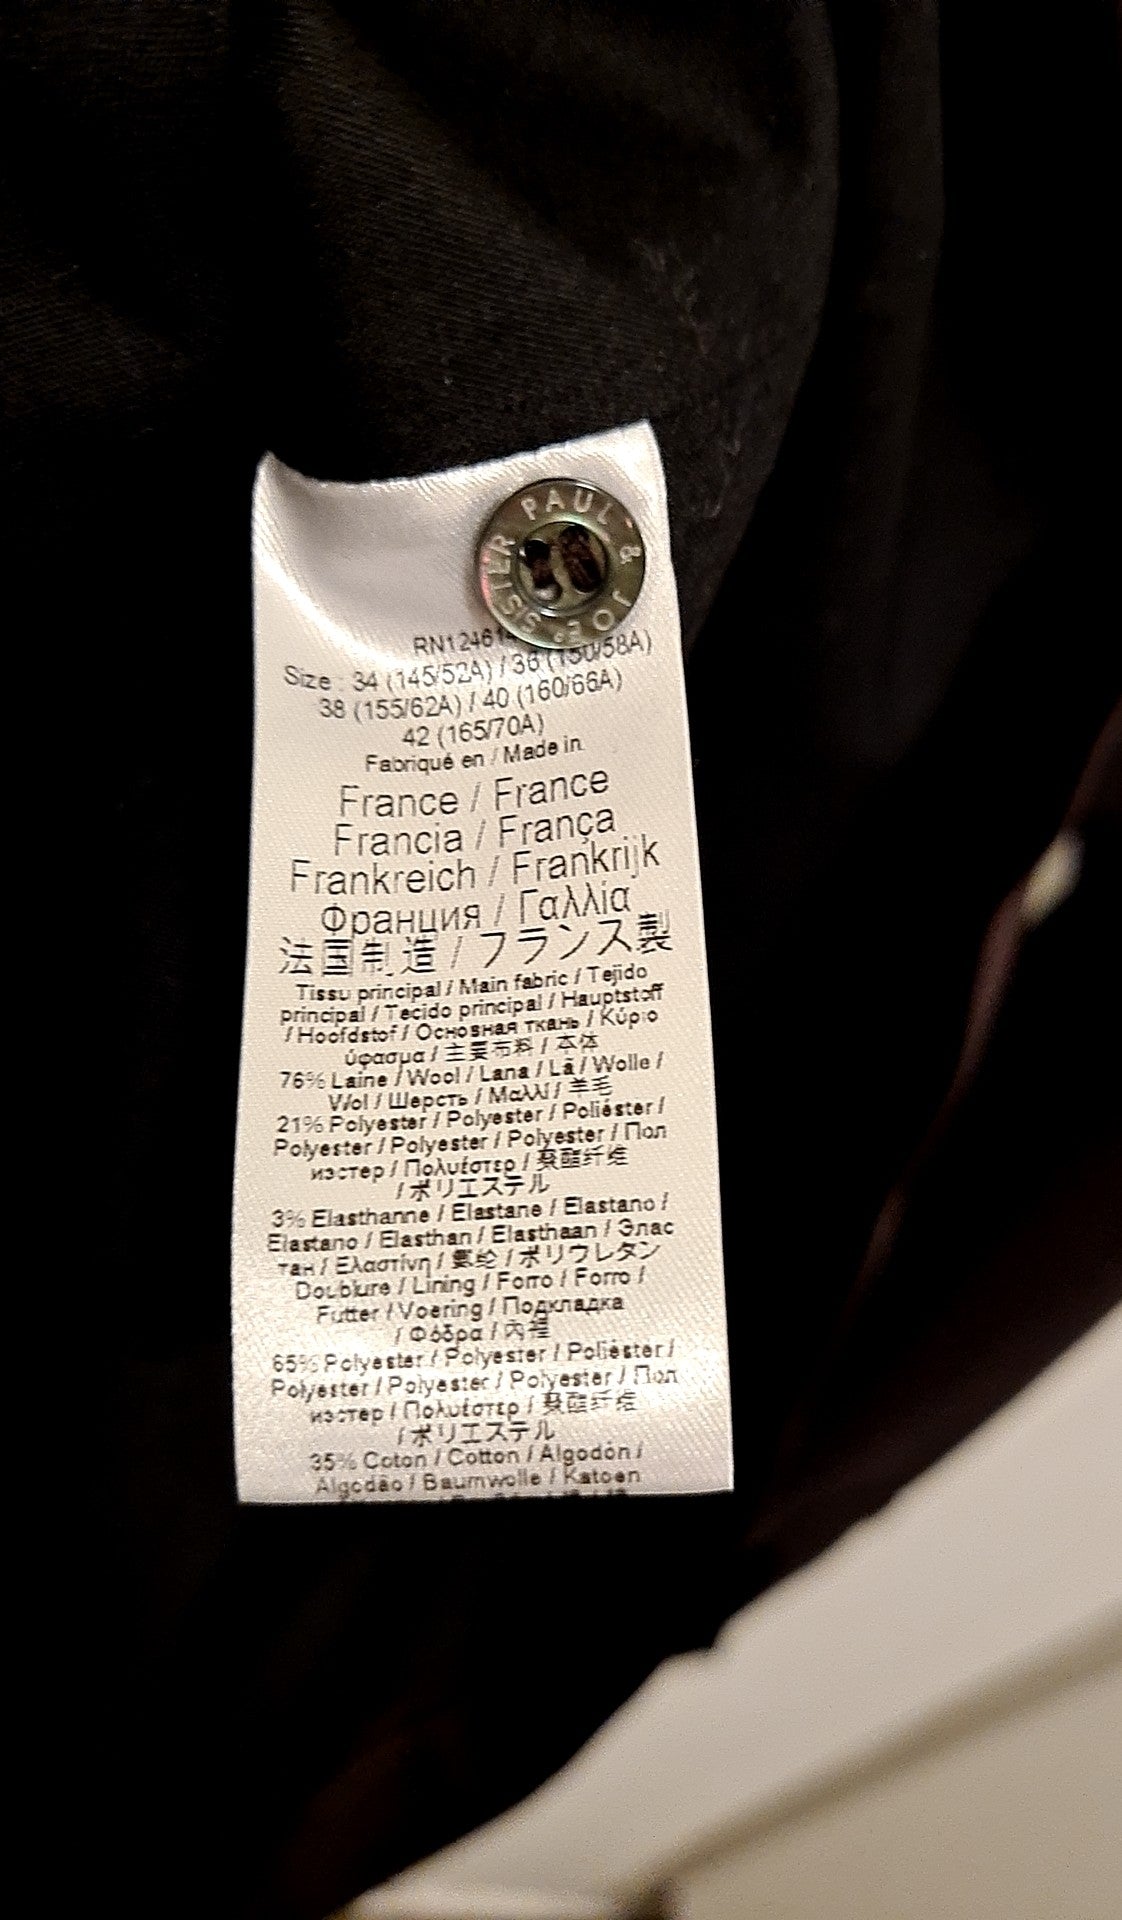 PAUL & JOE SISTER
RN12461
Size : 34 (145/52A) / 36 (150/58A)
38 (155/62A) / 40 (160/66A)
42 (165/70A)
Fabriqué en / Made in
France / France
Francia / França
Frankreich / Frankrijk
Франция / Γαλλία
法国制造 / フランス製
Tissu principal / Main fabric / Tejido
principal / Tecido principal / Hauptstoff
/ Hoofdstof / Основная ткань / Κύριο
ύφασμα / 主要布料 / 本体
76% Laine / Wool / Lana / Lã / Wolle /
Wol / Шерсть / Μαλλί / 羊毛
21% Polyester / Polyester / Poliéster /
Polyester / Polyester / Polyester / Пол
иэстер / Πολυέστερ / 聚酯纤维
/ ポリエステル
3% Elasthanne / Elastane / Elastano /
Elastano / Elasthan / Elasthaan / Элас
тан / Ελαστίνη / 氨纶 / ポリウレタン
Doublure / Lining / Forro / Forro /
Futter / Voering / Подкладка
/ Φόδρα / 内裡
65% Polyester / Polyester / Poliéster /
Polyester / Polyester / Polyester / Пол
иэстер / Πολυέστερ / 聚酯纤维
/ ポリエステル
35% Coton / Cotton / Algodón /
Algodão / Baumwolle / Katoen